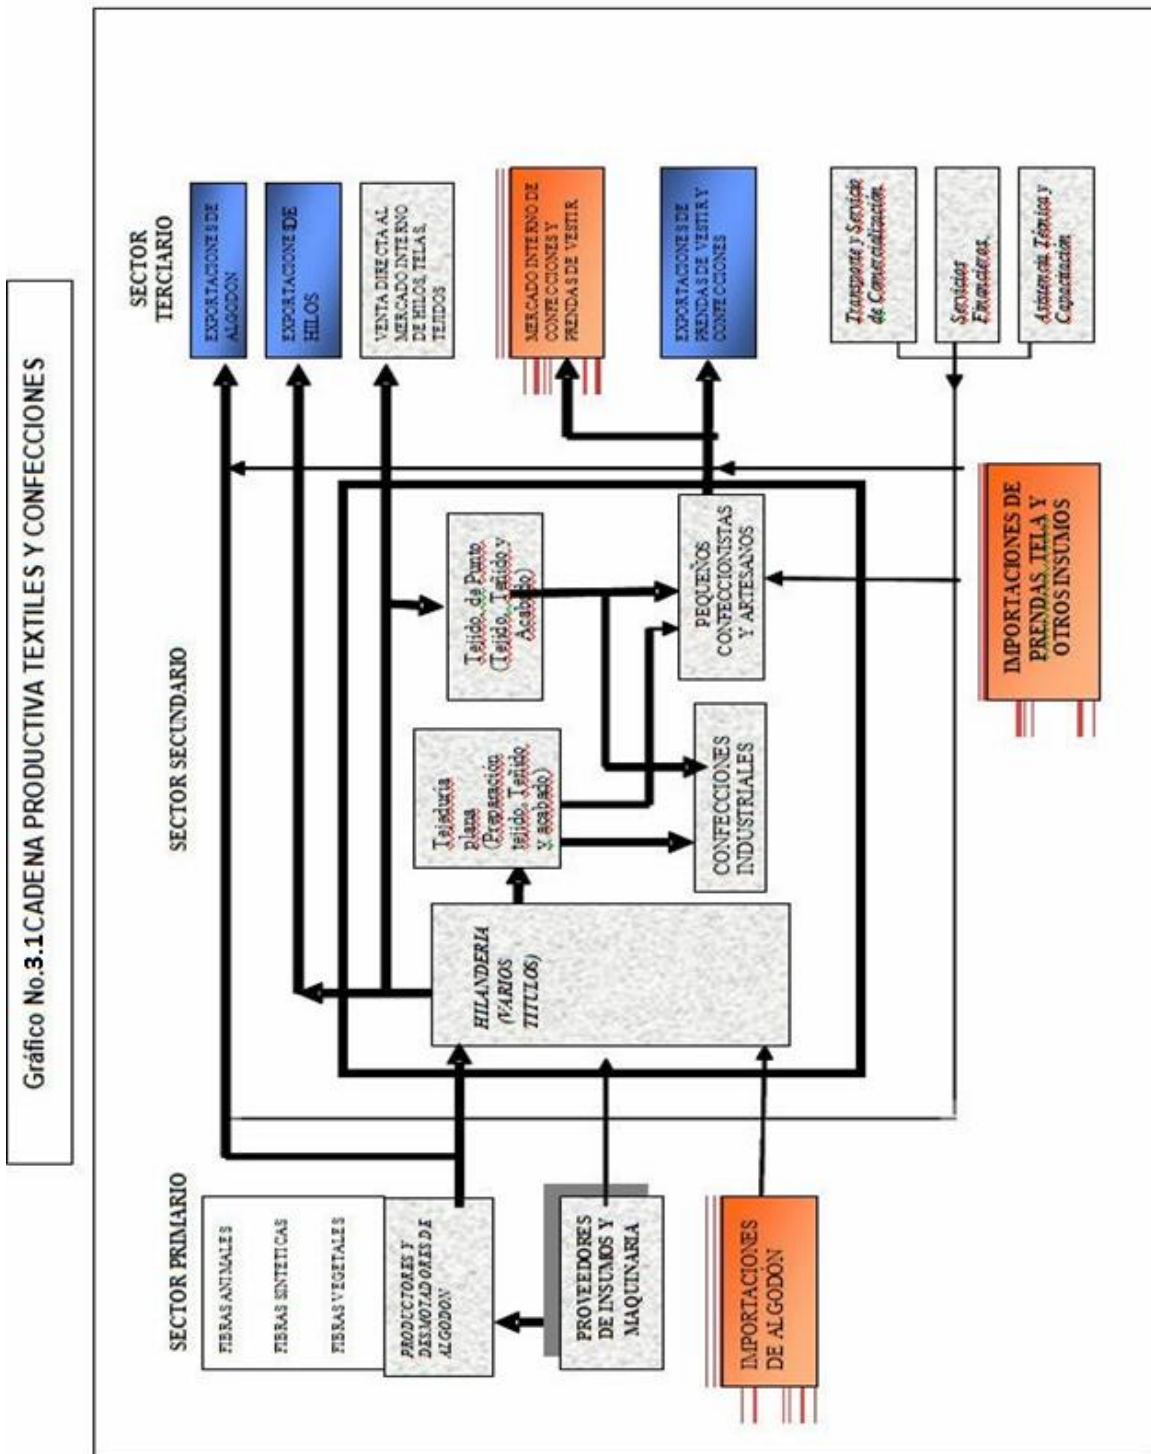 Gráfico No.3.1CADENA PRODUCTIVA TEXTILES Y CONFECCIONES
SECTOR PRIMARIO
FIBRAS ANIMALES
FIBRAS SINTETICAS
FIBRAS VEGETALES
PRODUCTORES Y
DESMOTADORES DE
ALGODON
PROVEEDORES
DE INSUMOS Y
MAQUINARIA
IMPORTACIONES
DE ALGODÓN
SECTOR SECUNDARIO
HILANDERIA
(VARIOS
TITULOS)
Tejeduría
plana
(Preparación
tejido, Teñido
y acabado)
Tejido de Punto
(Tejido, Teñido y
Acabado)
CONFECCIONES
INDUSTRIALES
PEQUEÑOS
CONFECCIONISTAS
Y ARTESANOS
IMPORTACIONES DE
PRENDAS, TELA Y
OTROS INSUMOS
SECTOR
TERCIARIO
EXPORTACIONES DE
ALGODON
EXPORTACIONES DE
HILOS
VENTA DIRECTA AL
MERCADO INTERNO
DE HILOS, TELAS,
TEJIDOS
MERCADO INTERNO DE
CONFECCIONES Y
PRENDAS DE VESTIR
EXPORTACIONES DE
PRENDAS DE VESTIR Y
CONFECCIONES
Transporte y Servicio
de Comercialización.
Servicios
Financieros.
Asistencia Técnica y
Capacitación